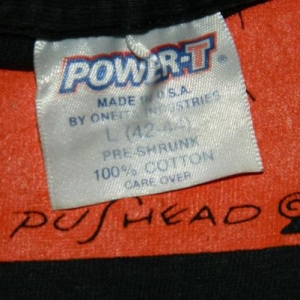 POWER-T
MADE IN U.S.A.
BY ONEITA INDUSTRIES
L (42-44)
PRE-SHRUNK
100% COTTON
CARE OVER
PUSHEAD ©